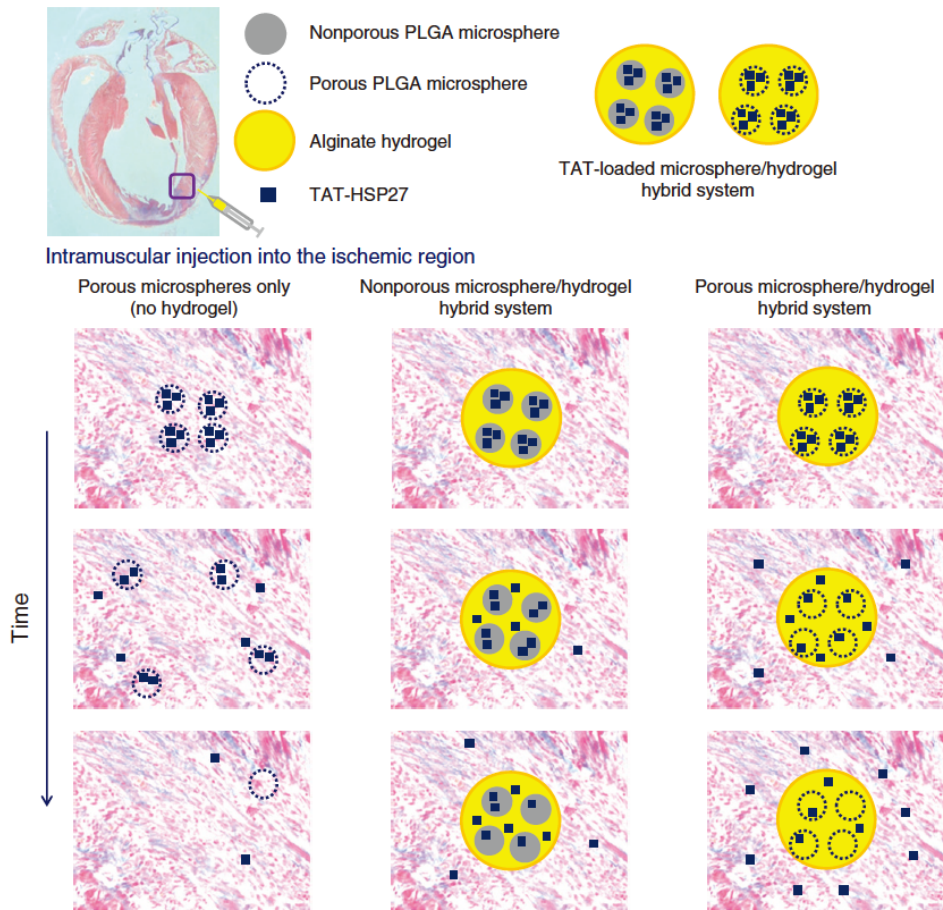 Nonporous PLGA microsphere
Porous PLGA microsphere
Alginate hydrogel
TAT-HSP27
TAT-loaded microsphere/hydrogel
hybrid system
Intramuscular injection into the ischemic region
Porous microspheres only
(no hydrogel)
Nonporous microsphere/hydrogel
hybrid system
Porous microsphere/hydrogel
hybrid system
Time